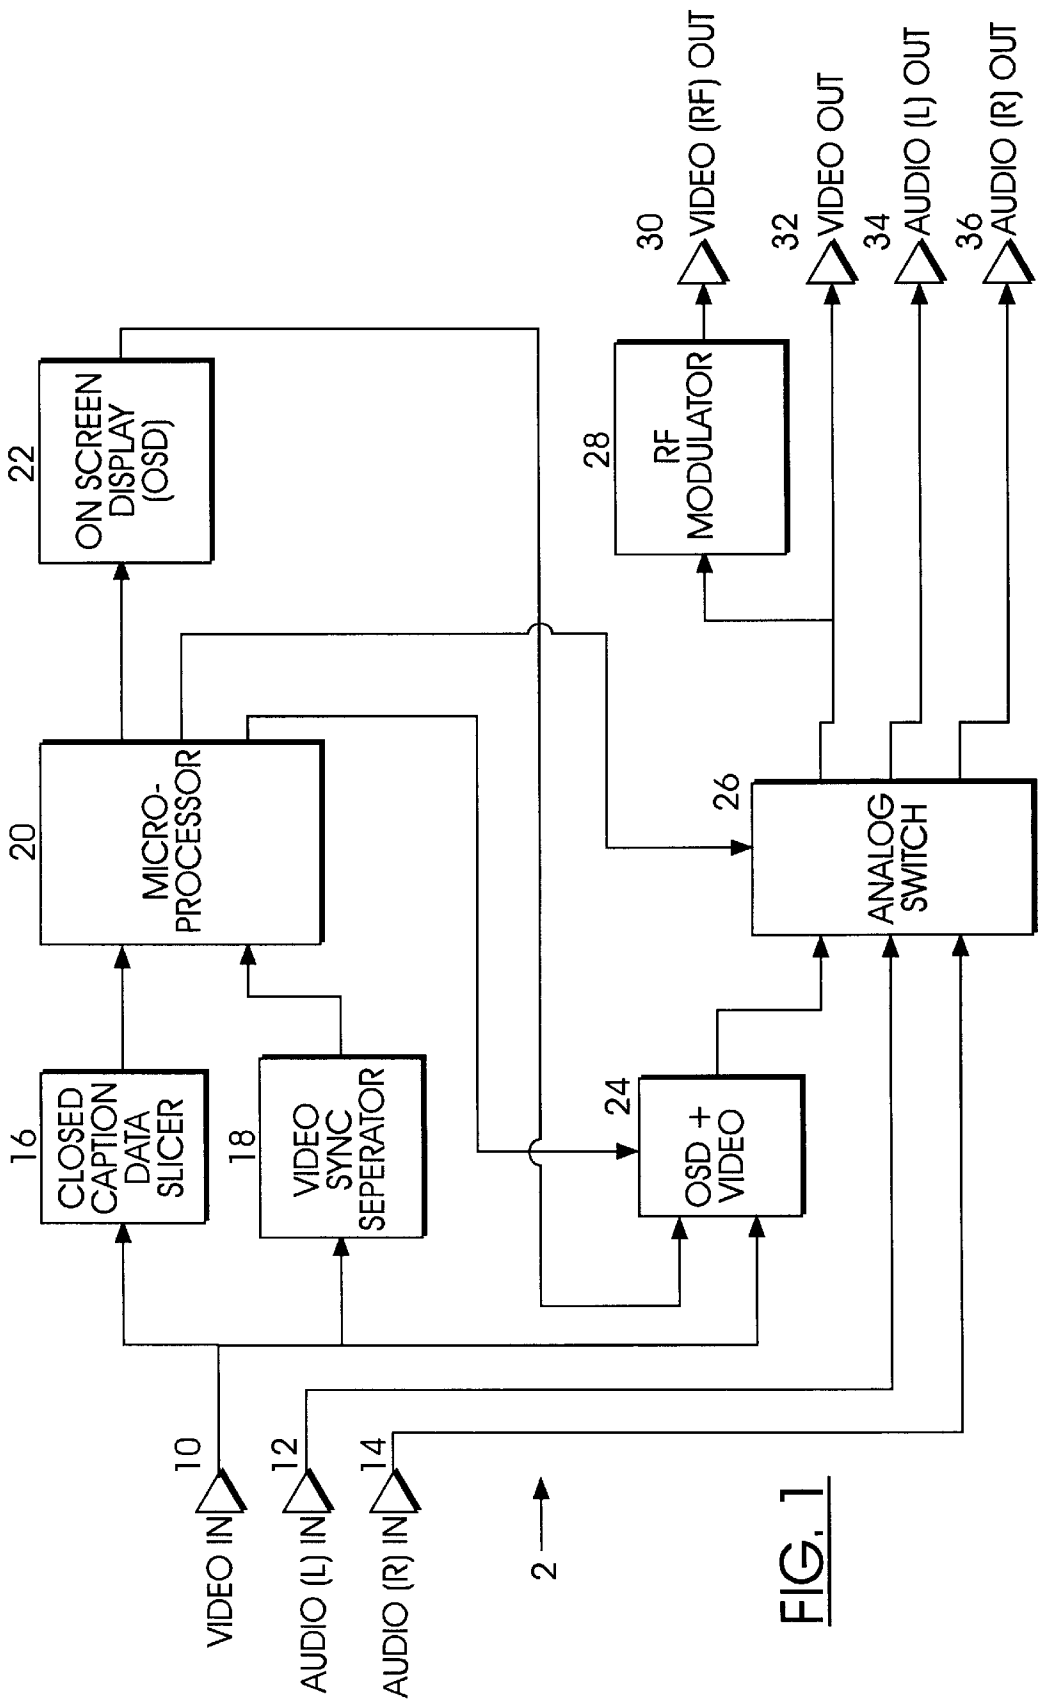 22
ON SCREEN
DISPLAY
(OSD)
20
MICRO-
PROCESSOR
16
CLOSED
CAPTION
DATA
SLICER
18
VIDEO
SYNC
SEPERATOR
10
VIDEO IN
12
AUDIO (L) IN
14
AUDIO (R) IN
24
OSD +
VIDEO
26
ANALOG
SWITCH
28
RF
MODULATOR
30
VIDEO (RF) OUT
32
VIDEO OUT
34
AUDIO (L) OUT
36
AUDIO (R) OUT
2
FIG. 1